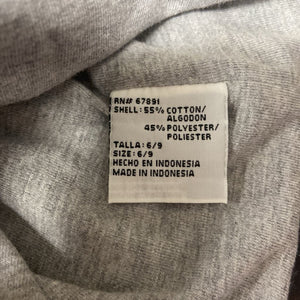 RN# 67891
SHELL: 55% COTTON/
ALGODON
45% POLYESTER/
POLIESTER
TALLA: 6/9
SIZE: 6/9
HECHO EN INDONESIA
MADE IN INDONESIA